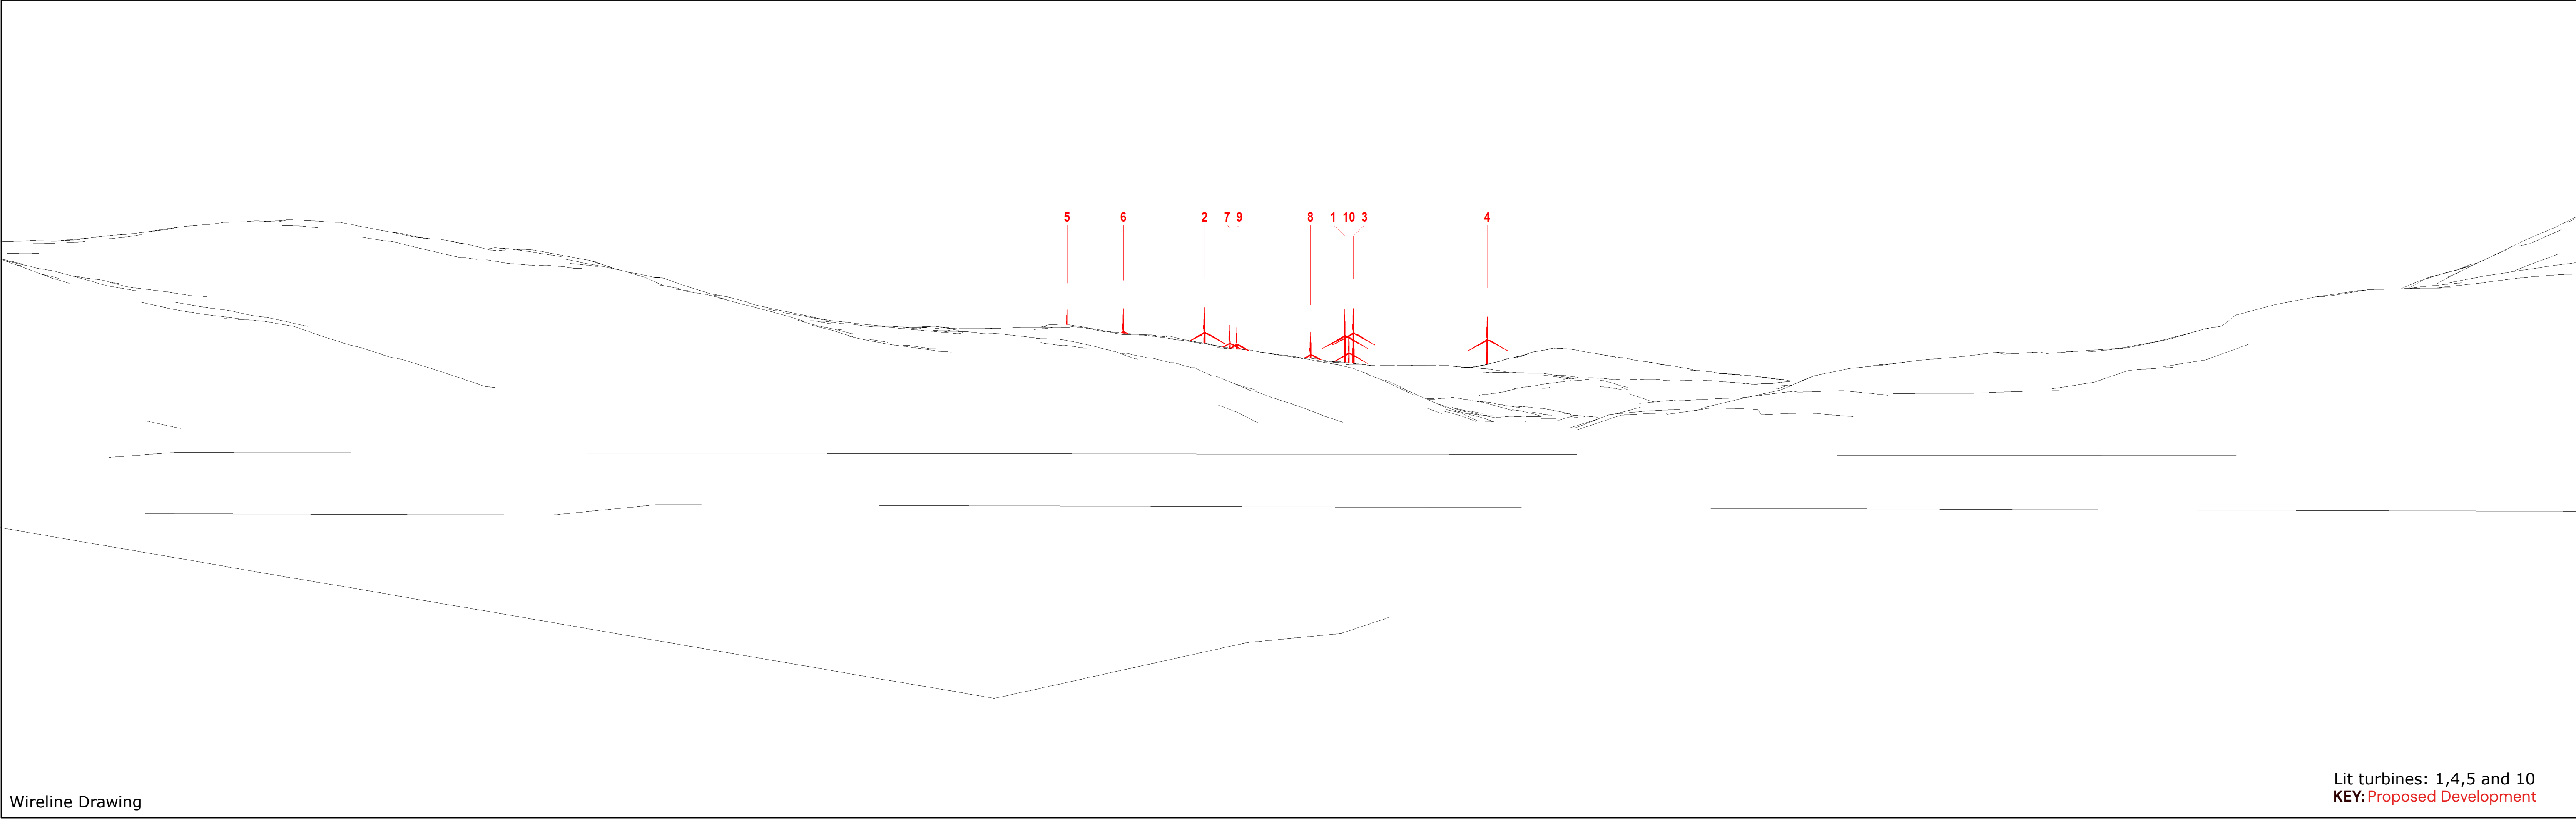 5 6 2 7 9 8 1 10 3 4
Wireline Drawing
Lit turbines: 1,4,5 and 10
KEY: Proposed Development